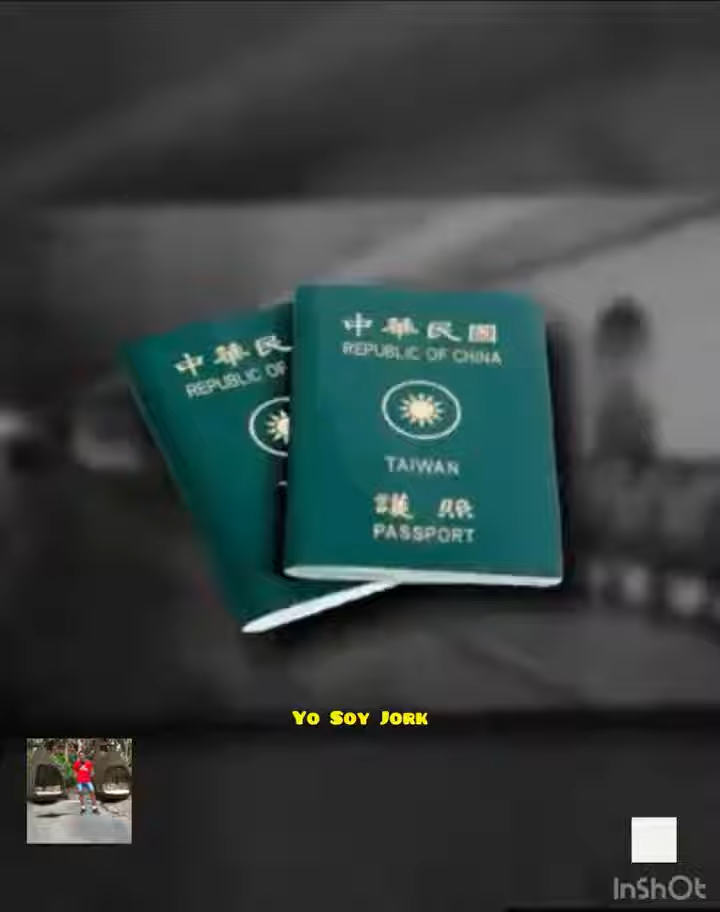 中華民
REPUBLIC OF
中華民國
REPUBLIC OF CHINA
TAIWAN
護照
PASSPORT
Yo Soy Jork
InShOt